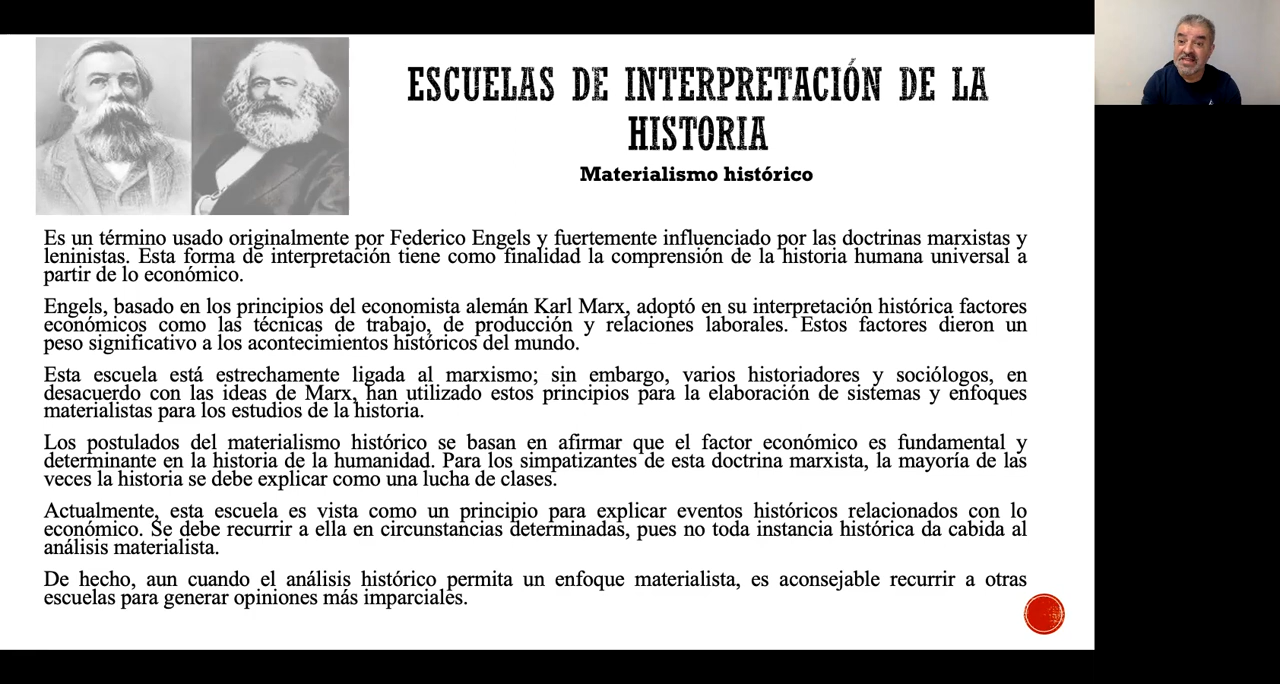 ESCUELAS DE INTERPRETACIÓN DE LA
HISTORIA
Materialismo histórico
Es un término usado originalmente por Federico Engels y fuertemente influenciado por las doctrinas marxistas y
leninistas. Esta forma de interpretación tiene como finalidad la comprensión de la historia humana universal a
partir de lo económico.
Engels, basado en los principios del economista alemán Karl Marx, adoptó en su interpretación histórica factores
económicos como las técnicas de trabajo, de producción y relaciones laborales. Estos factores dieron un
peso significativo a los acontecimientos históricos del mundo.
Esta escuela está estrechamente ligada al marxismo; sin embargo, varios historiadores y sociólogos, en
desacuerdo con las ideas de Marx, han utilizado estos principios para la elaboración de sistemas y enfoques
materialistas para los estudios de la historia.
Los postulados del materialismo histórico se basan en afirmar que el factor económico es fundamental y
determinante en la historia de la humanidad. Para los simpatizantes de esta doctrina marxista, la mayoría de las
veces la historia se debe explicar como una lucha de clases.
Actualmente, esta escuela es vista como un principio para explicar eventos históricos relacionados con lo
económico. Se debe recurrir a ella en circunstancias determinadas, pues no toda instancia histórica da cabida al
análisis materialista.
De hecho, aun cuando el análisis histórico permita un enfoque materialista, es aconsejable recurrir a otras
escuelas para generar opiniones más imparciales.